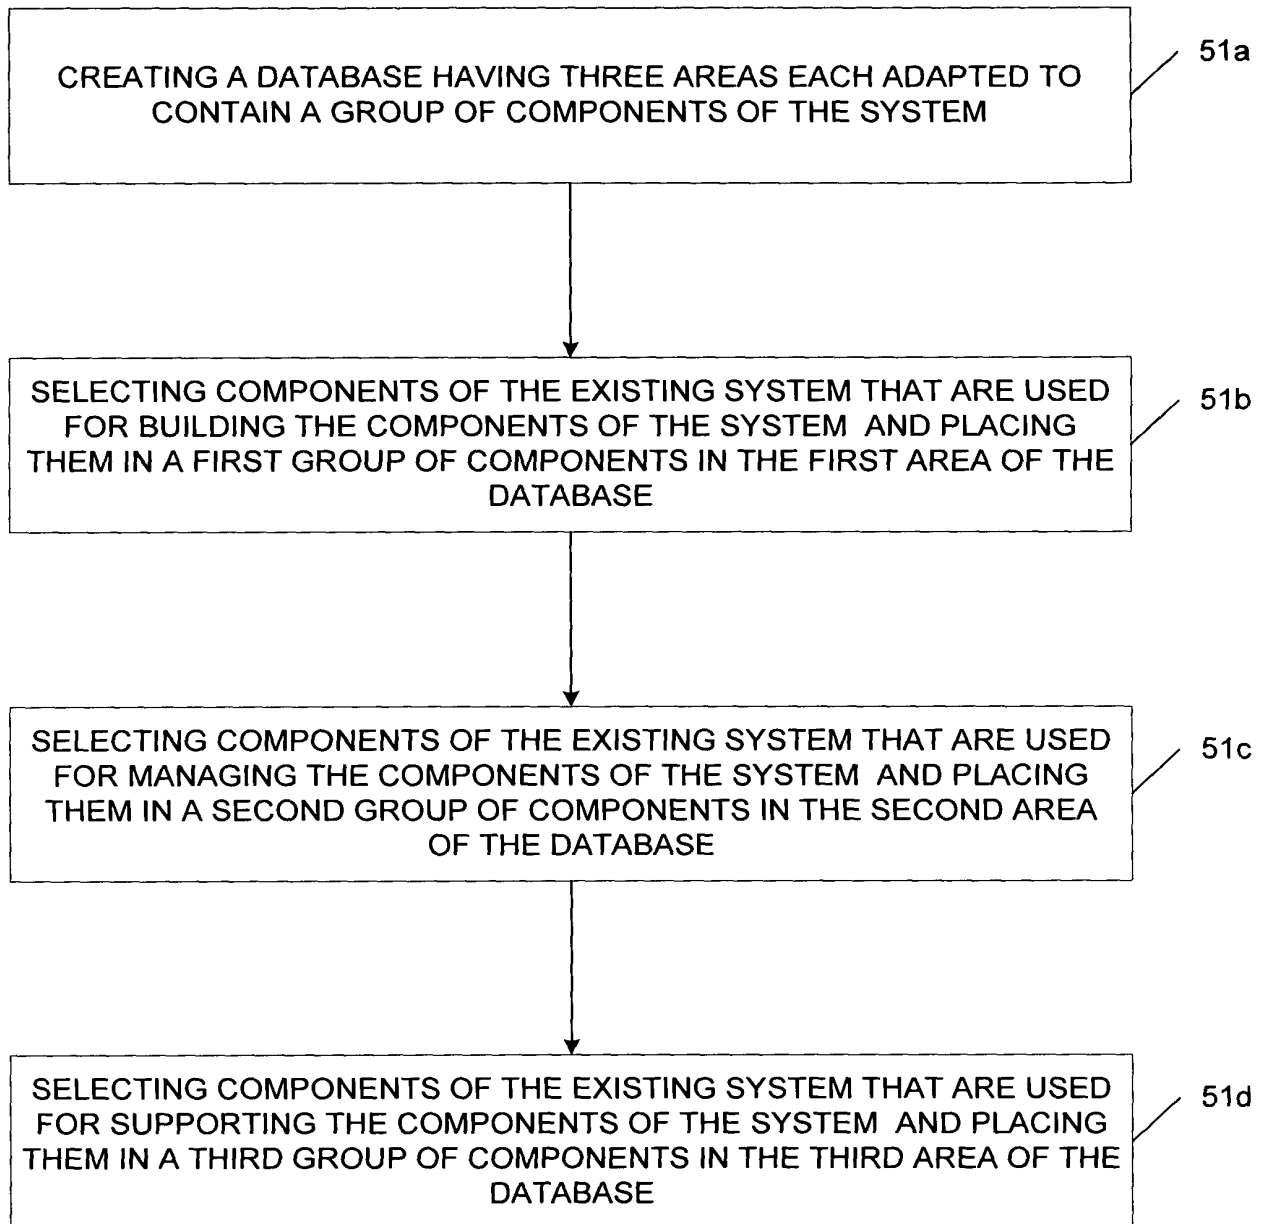 CREATING A DATABASE HAVING THREE AREAS EACH ADAPTED TO
CONTAIN A GROUP OF COMPONENTS OF THE SYSTEM
51a
SELECTING COMPONENTS OF THE EXISTING SYSTEM THAT ARE USED
FOR BUILDING THE COMPONENTS OF THE SYSTEM AND PLACING
THEM IN A FIRST GROUP OF COMPONENTS IN THE FIRST AREA OF THE
DATABASE
51b
SELECTING COMPONENTS OF THE EXISTING SYSTEM THAT ARE USED
FOR MANAGING THE COMPONENTS OF THE SYSTEM AND PLACING
THEM IN A SECOND GROUP OF COMPONENTS IN THE SECOND AREA
OF THE DATABASE
51c
SELECTING COMPONENTS OF THE EXISTING SYSTEM THAT ARE USED
FOR SUPPORTING THE COMPONENTS OF THE SYSTEM AND PLACING
THEM IN A THIRD GROUP OF COMPONENTS IN THE THIRD AREA OF THE
DATABASE
51d